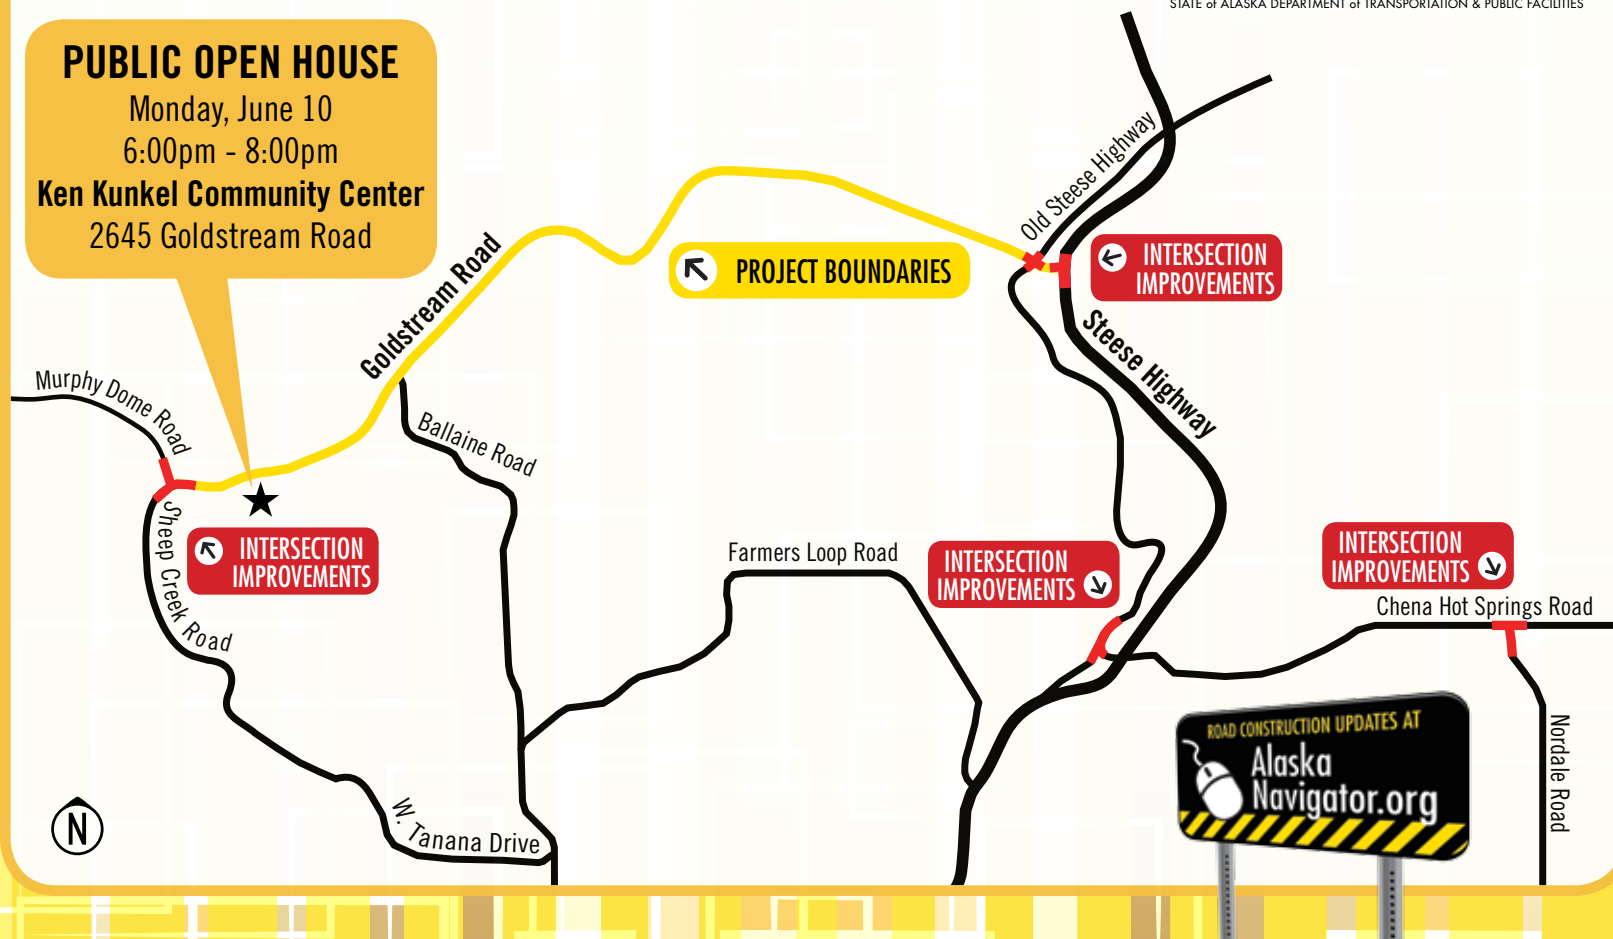 STATE of ALASKA DEPARTMENT of TRANSPORTATION & PUBLIC FACILITIES
PUBLIC OPEN HOUSE
Monday, June 10
6:00pm - 8:00pm
Ken Kunkel Community Center
2645 Goldstream Road
Old Steese Highway
INTERSECTION
IMPROVEMENTS
PROJECT BOUNDARIES
Goldstream Road
Steese Highway
Murphy Dome Road
Ballaine Road
Sheep Creek Road
INTERSECTION
IMPROVEMENTS
Farmers Loop Road
INTERSECTION
IMPROVEMENTS
INTERSECTION
IMPROVEMENTS
Chena Hot Springs Road
Nordale Road
W. Tanana Drive
N
ROAD CONSTRUCTION UPDATES AT
Alaska
Navigator.org